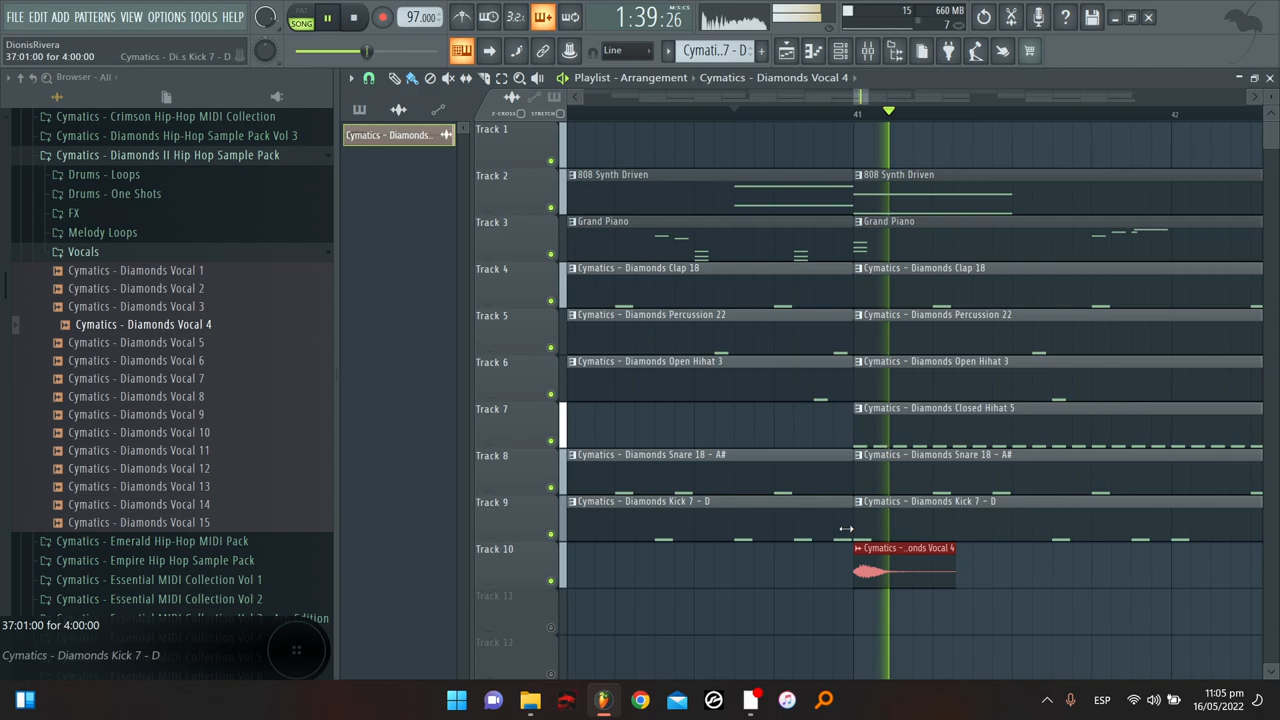 FILE EDIT ADD PATTERNS VIEW OPTIONS TOOLS HELP
PAT
SONG
97.000
3.2:
1:39:26
M:S:CS
15
660 MB
7
DionisRivera
37:01:00 for 4:00:00
Cymatics - Di..s Kick 7 - D
Line
Cymati..7 - D
Browser - All
Playlist - Arrangement
Cymatics - Diamonds Vocal 4
Z-CROSS
STRETCH
41
42
Cymatics - Crimson Hip-Hop MIDI Collection
Cymatics - Diamonds Hip-Hop Sample Pack Vol 3
Cymatics - Diamonds II Hip Hop Sample Pack
Drums - Loops
Drums - One Shots
FX
Melody Loops
Vocals
Cymatics - Diamonds Vocal 1
Cymatics - Diamonds Vocal 2
Cymatics - Diamonds Vocal 3
Cymatics - Diamonds Vocal 4
Cymatics - Diamonds Vocal 5
Cymatics - Diamonds Vocal 6
Cymatics - Diamonds Vocal 7
Cymatics - Diamonds Vocal 8
Cymatics - Diamonds Vocal 9
Cymatics - Diamonds Vocal 10
Cymatics - Diamonds Vocal 11
Cymatics - Diamonds Vocal 12
Cymatics - Diamonds Vocal 13
Cymatics - Diamonds Vocal 14
Cymatics - Diamonds Vocal 15
Cymatics - Emerald Hip-Hop MIDI Pack
Cymatics - Empire Hip-Hop Sample Pack
Cymatics - Essential MIDI Collection Vol 1
Cymatics - Essential MIDI Collection Vol 2
37:01:00 for 4:00:00
Cymatics - Diamonds Kick 7 - D
Cymatics - Diamonds..
Track 1
Track 2
808 Synth Driven
808 Synth Driven
Track 3
Grand Piano
Grand Piano
Track 4
Cymatics - Diamonds Clap 18
Cymatics - Diamonds Clap 18
Track 5
Cymatics - Diamonds Percussion 22
Cymatics - Diamonds Percussion 22
Track 6
Cymatics - Diamonds Open Hihat 3
Cymatics - Diamonds Open Hihat 3
Track 7
Cymatics - Diamonds Closed Hihat 5
Track 8
Cymatics - Diamonds Snare 18 - A#
Cymatics - Diamonds Snare 18 - A#
Track 9
Cymatics - Diamonds Kick 7 - D
Cymatics - Diamonds Kick 7 - D
Track 10
Cymatics -..onds Vocal 4
Track 11
Track 12
ESP
11:05 pm
16/05/2022